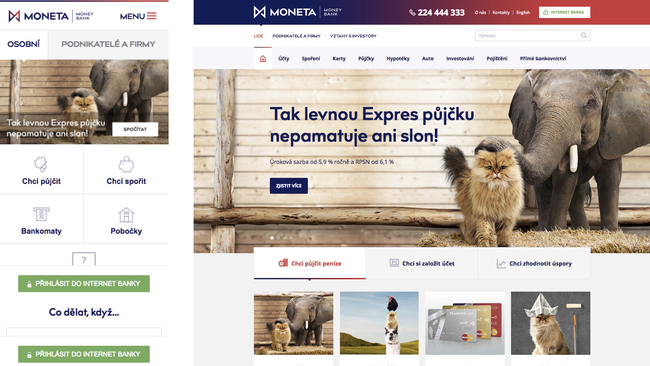 MONETA MONEY BANK
MENU
OSOBNÍ
PODNIKATELÉ A FIRMY
Tak levnou Expres půjčku
nepamatuje ani slon!
SPOČÍTAT
Chci půjčit
Chci spořit
Bankomaty
Pobočky
?
PŘIHLÁSIT DO INTERNET BANKY
Co dělat, když...
PŘIHLÁSIT DO INTERNET BANKY
MONETA MONEY BANK
224 444 333
O nás
Kontakty
English
INTERNET BANKA
LIDÉ
PODNIKATELÉ A FIRMY
VZTAHY S INVESTORY
Vyhledat
Účty
Spoření
Karty
Půjčky
Hypotéky
Auto
Investování
Pojištění
Přímé bankovnictví
Tak levnou Expres půjčku
nepamatuje ani slon!
Úroková sazba od 5,9 % ročně a RPSN od 6,1 %
ZJISTIT VÍCE
Chci půjčit peníze
Chci si založit účet
Chci zhodnotit úspory